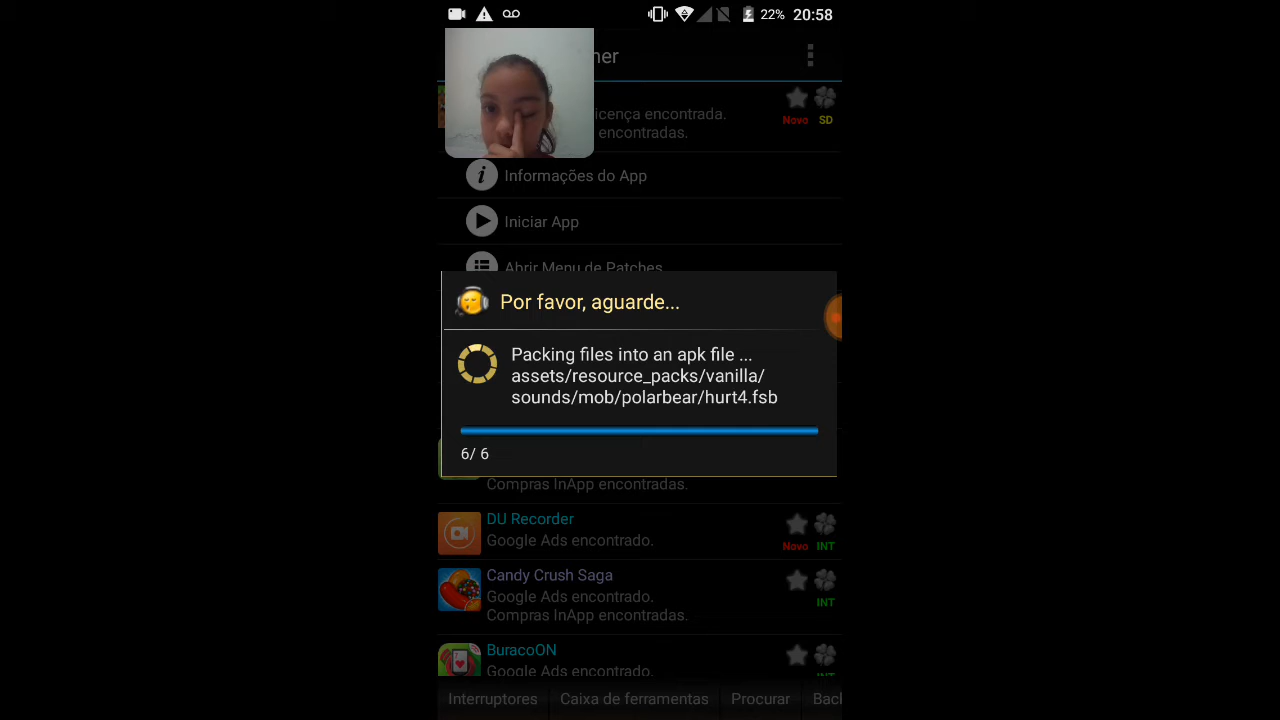 22% 20:58
her
icença encontrada.
encontradas.
Novo SD
Informações do App
Iniciar App
Abrir Menu de Patches
Por favor, aguarde...
Packing files into an apk file ...
assets/resource_packs/vanilla/
sounds/mob/polarbear/hurt4.fsb
6/ 6
Compras InApp encontradas.
DU Recorder
Google Ads encontrado.
Novo INT
Candy Crush Saga
Google Ads encontrado.
Compras InApp encontradas.
INT
BuracoON
Google Ads encontrado.
INT
Interruptores Caixa de ferramentas Procurar Bac